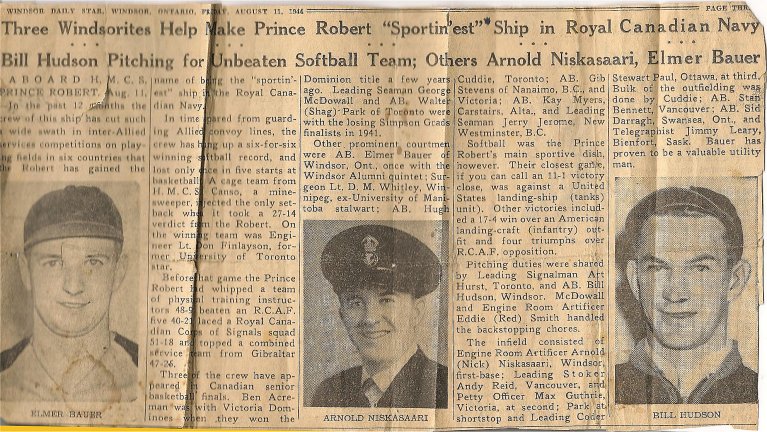 WINDSOR DAILY STAR, WINDSOR, ONTARIO, FRIDAY, AUGUST 11, 1944
PAGE
Three Windsorites Help Make Prince Robert "Sportin'est" Ship in Royal Canadian Navy
Bill Hudson Pitching for Unbeaten Softball Team; Others Arnold Niskasaari, Elmer Bauer
ABOARD H.M.C.S.
PRINCE ROBERT, Aug. 11.
In the past 12 months the
crew of this ship has cut a
wide swath in inter-Allied
services competitions on play-
ing fields in six countries that
Robert has gained the
ELMER BAUER
name of being the "sportin'-
est" ship in the Royal Cana-
dian Navy.
In time spared from guard-
ing Allied convoy lines, the
crew has hung up a six-for-six
winning softball record, and
lost only once in five starts at
basketball. A cage team from
H.M.C.S. Canso, a mine-
sweeper, injected the only set-
back when it took a 27-14
verdict from the Robert. On
the winning team was Engi-
neer Lt. Don Finlayson, for-
mer University of Toronto
star.
Before that game the Prince
Robert had whipped a team
of physical training instruc-
tors 48-9, beaten an R.C.A.F.
five 40-21, laced a Royal Cana-
dian Corps of Signals squad
51-18 and topped a combined
service team from Gibraltar
47-26.
Three of the crew have ap-
peared in Canadian senior
basketball finals. Ben Acre-
man was with Victoria Dom-
inoes when they won the
Dominion title a few years
ago. Leading Seaman George
McDowall and AB. Walter
(Shag) Park of Toronto were
with the losing Simpson Grads
finalists in 1941.
Other prominent courtmen
were AB. Elmer Bauer of
Windsor, Ont., once with the
Windsor Alumni quintet; Sur-
geon Lt. D. M. Whitley, Win-
nipeg, ex-University of Mani-
toba stalwart; AB. Hugh
ARNOLD NISKASAARI
Cuddie, Toronto; AB. Gib
Stevens of Nanaimo, B.C., and
Victoria; AB. Kay Myers,
Carstairs, Alta, and Leading
Seaman Jerry Jerome, New
Westminster, B.C.
Softball was the Prince
Robert's main sportive dish,
however. Their closest game,
if you can call an 11-1 victory
close, was against a United
States landing-ship (tanks)
unit). Other victories includ-
ed a 17-4 win over an American
landing-craft (infantry) out-
fit and four triumphs over
R.C.A.F. opposition.
Pitching duties were shared
by Leading Signalman Art
Hurst, Toronto, and AB. Bill
Hudson, Windsor. McDowall
and Engine Room Artificer
Eddie (Red) Smith handled
the backstopping chores.
The infield consisted of
Engine Room Artificer Arnold
(Nick) Niskasaari, Windsor,
first-base; Leading Stoker
Andy Reid, Vancouver, and
Petty Officer Max Guthrie,
Victoria, at second; Park at
shortstop and Leading Coder
Stewart Paul, Ottawa, at third.
Bulk of the outfielding was
done by Cuddie; AB. Stan
Bennett, Vancouver; AB. Sid
Darragh, Swansea, Ont., and
Telegraphist Jimmy Leary,
Bienfort, Sask. Bauer has
proven to be a valuable utility
man.
BILL HUDSON